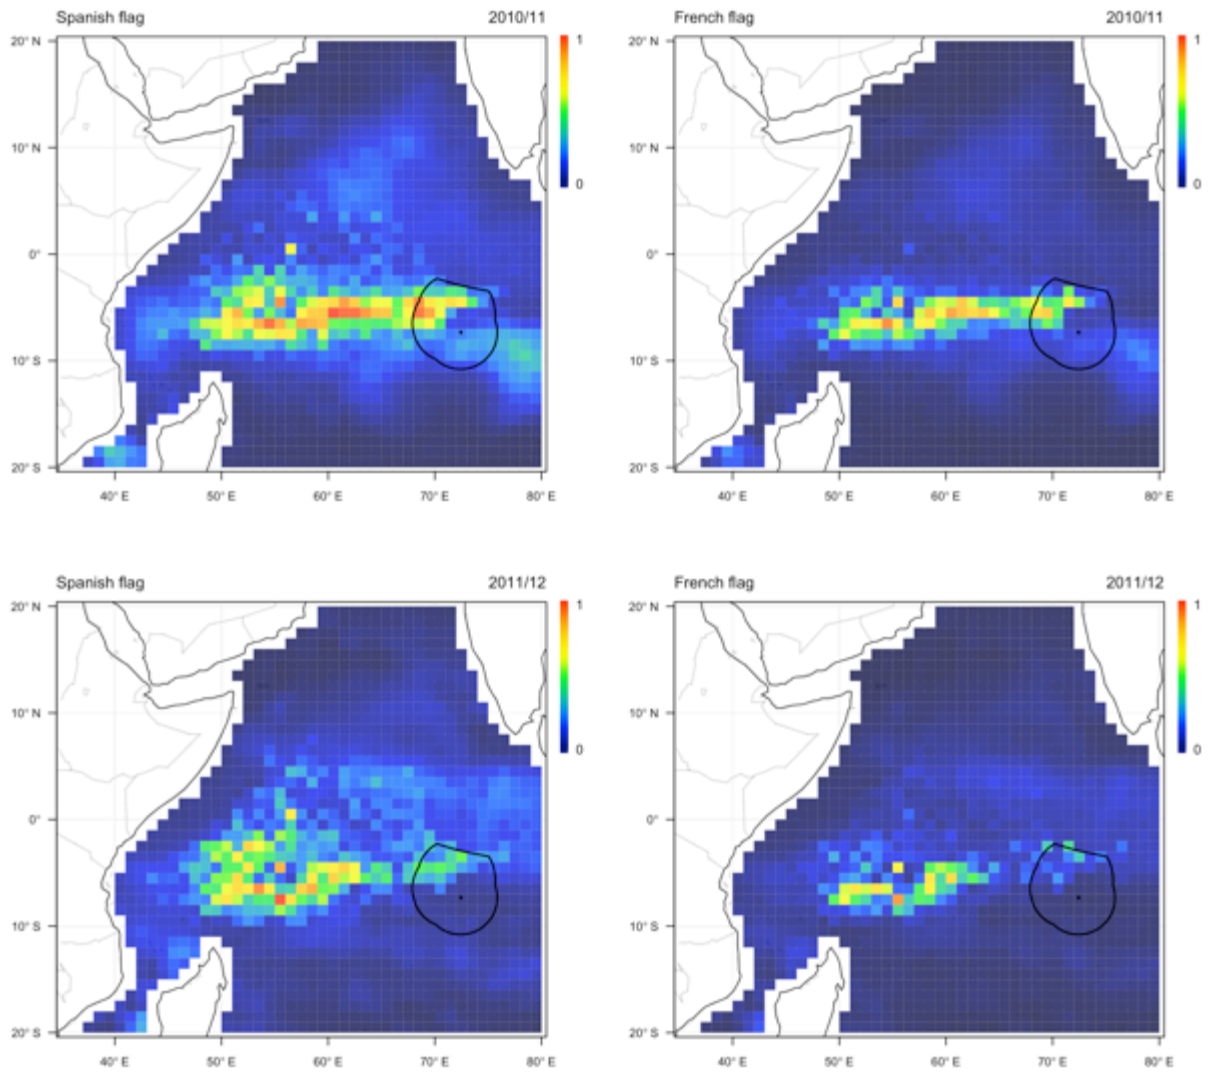 Spanish flag 2010/11
French flag 2010/11
20° N
10° N
0°
10° S
20° S
40° E 50° E 60° E 70° E 80° E
1
0
20° N
10° N
0°
10° S
20° S
40° E 50° E 60° E 70° E 80° E
1
0
Spanish flag 2011/12
French flag 2011/12
20° N
10° N
0°
10° S
20° S
40° E 50° E 60° E 70° E 80° E
1
0
20° N
10° N
0°
10° S
20° S
40° E 50° E 60° E 70° E 80° E
1
0